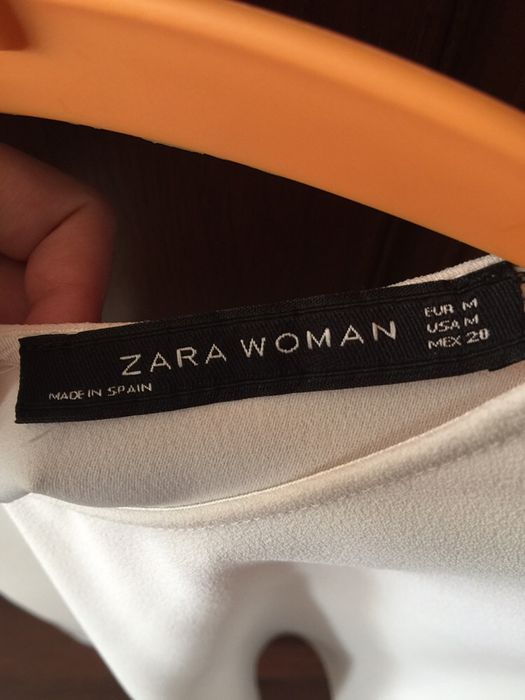 ZARA WOMAN
MADE IN SPAIN
EUR M
USA M
MEX 28